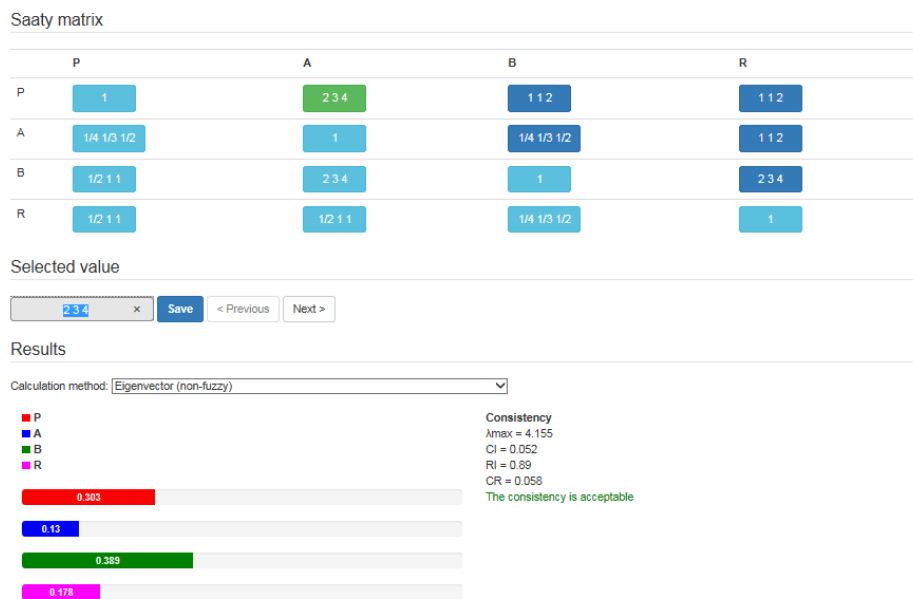 Saaty matrix
P A B R
P 1 2 3 4 1 1 2 1 1 2
A 1/4 1/3 1/2 1 1/4 1/3 1/2 1 1 2
B 1/2 1 1 2 3 4 1 2 3 4
R 1/2 1 1 1/2 1 1 1/4 1/3 1/2 1
Selected value
2 3 4 × Save < Previous Next >
Results
Calculation method: Eigenvector (non-fuzzy)
P
A
B
R
Consistency
λmax = 4.155
CI = 0.052
RI = 0.89
CR = 0.058
The consistency is acceptable
0.303
0.13
0.389
0.178